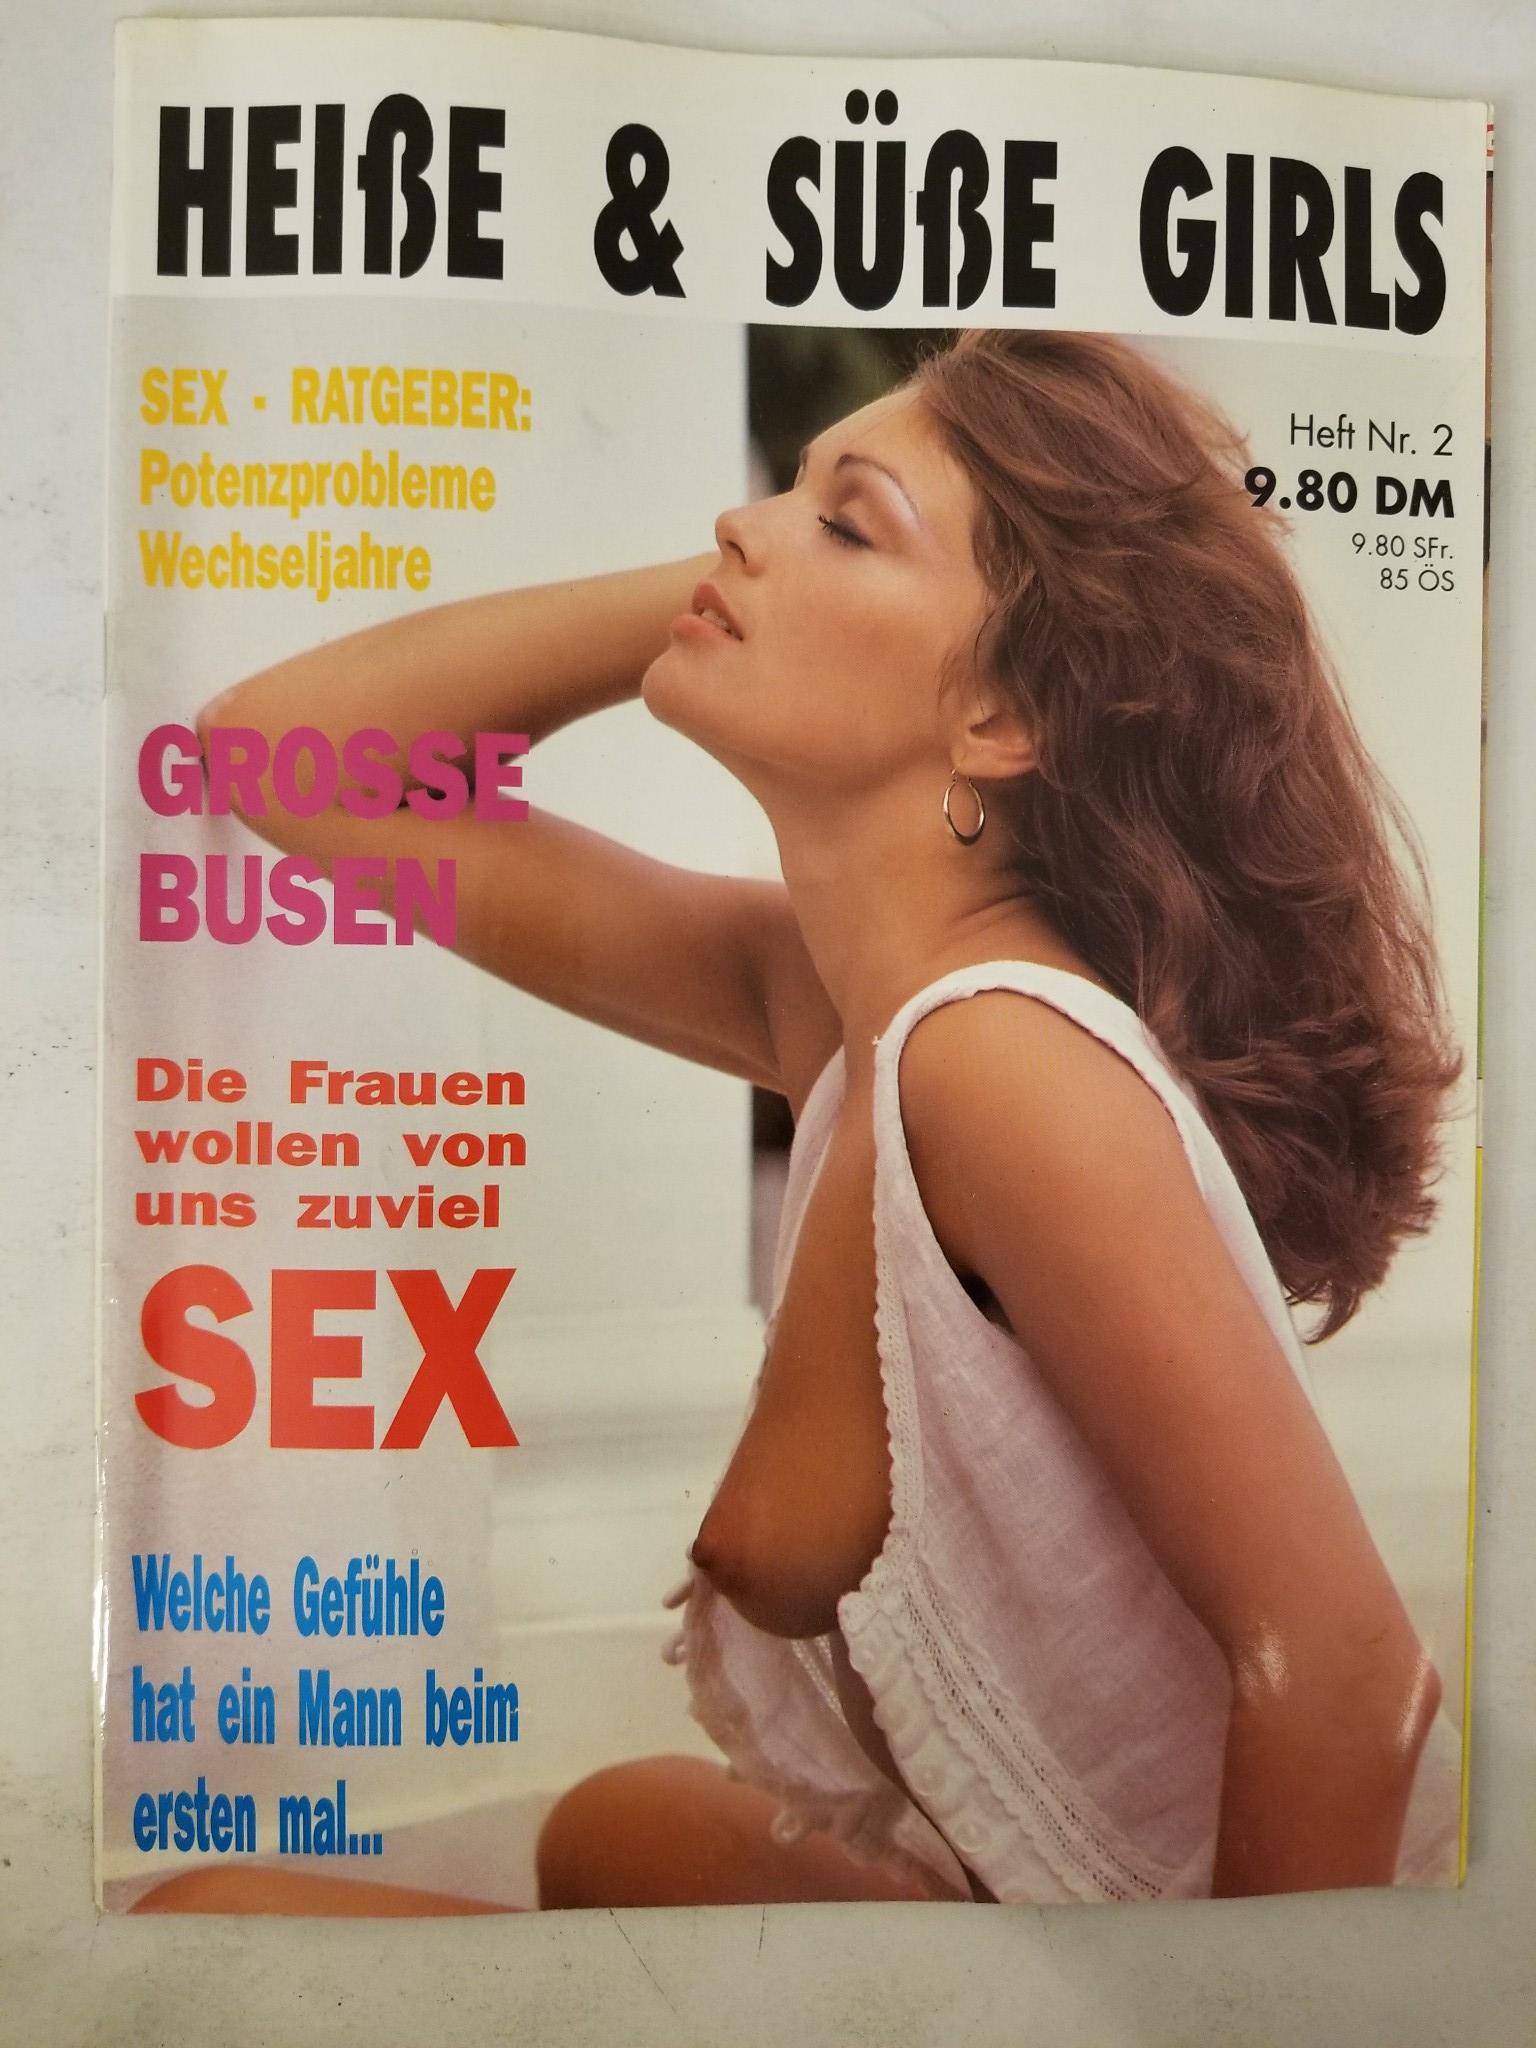 HEIßE & SÜßE GIRLS
SEX - RATGEBER:
Potenzprobleme
Wechseljahre
Heft Nr. 2
9.80 DM
9.80 SFr.
85 ÖS
GROSSE
BUSEN
Die Frauen
wollen von
uns zuviel
SEX
Welche Gefühle
hat ein Mann beim
ersten mal...